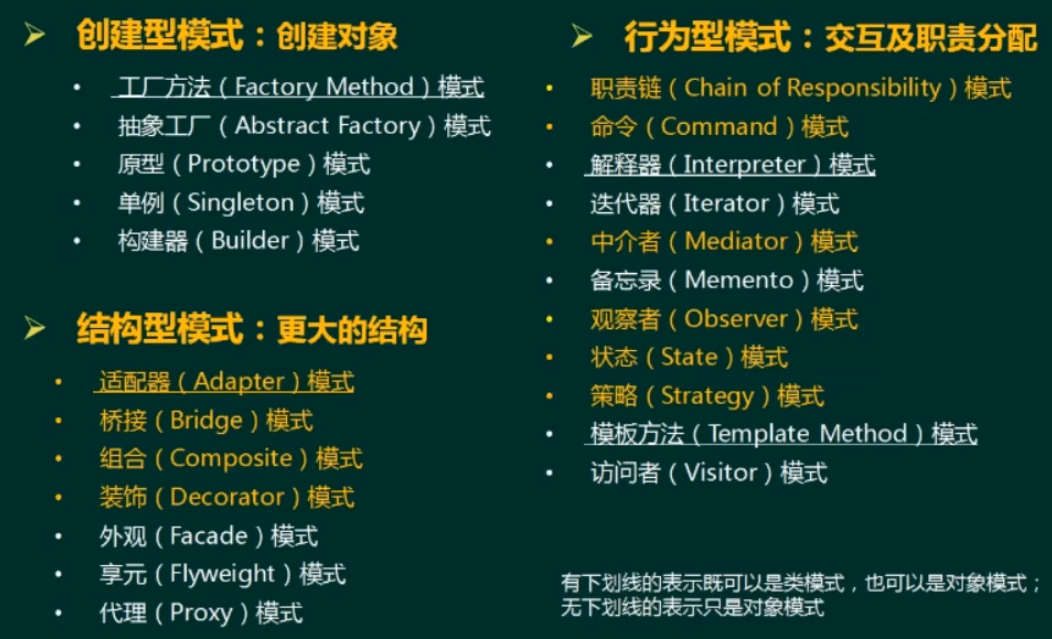 ➢ 创建型模式：创建对象
• 工厂方法（Factory Method）模式
• 抽象工厂（Abstract Factory）模式
• 原型（Prototype）模式
• 单例（Singleton）模式
• 构建器（Builder）模式
➢ 结构型模式：更大的结构
• 适配器（Adapter）模式
• 桥接（Bridge）模式
• 组合（Composite）模式
• 装饰（Decorator）模式
• 外观（Facade）模式
• 享元（Flyweight）模式
• 代理（Proxy）模式
➢ 行为型模式：交互及职责分配
• 职责链（Chain of Responsibility）模式
• 命令（Command）模式
• 解释器（Interpreter）模式
• 迭代器（Iterator）模式
• 中介者（Mediator）模式
• 备忘录（Memento）模式
• 观察者（Observer）模式
• 状态（State）模式
• 策略（Strategy）模式
• 模板方法（Template Method）模式
• 访问者（Visitor）模式
有下划线的表示既可以是类模式，也可以是对象模式；
无下划线的表示只是对象模式